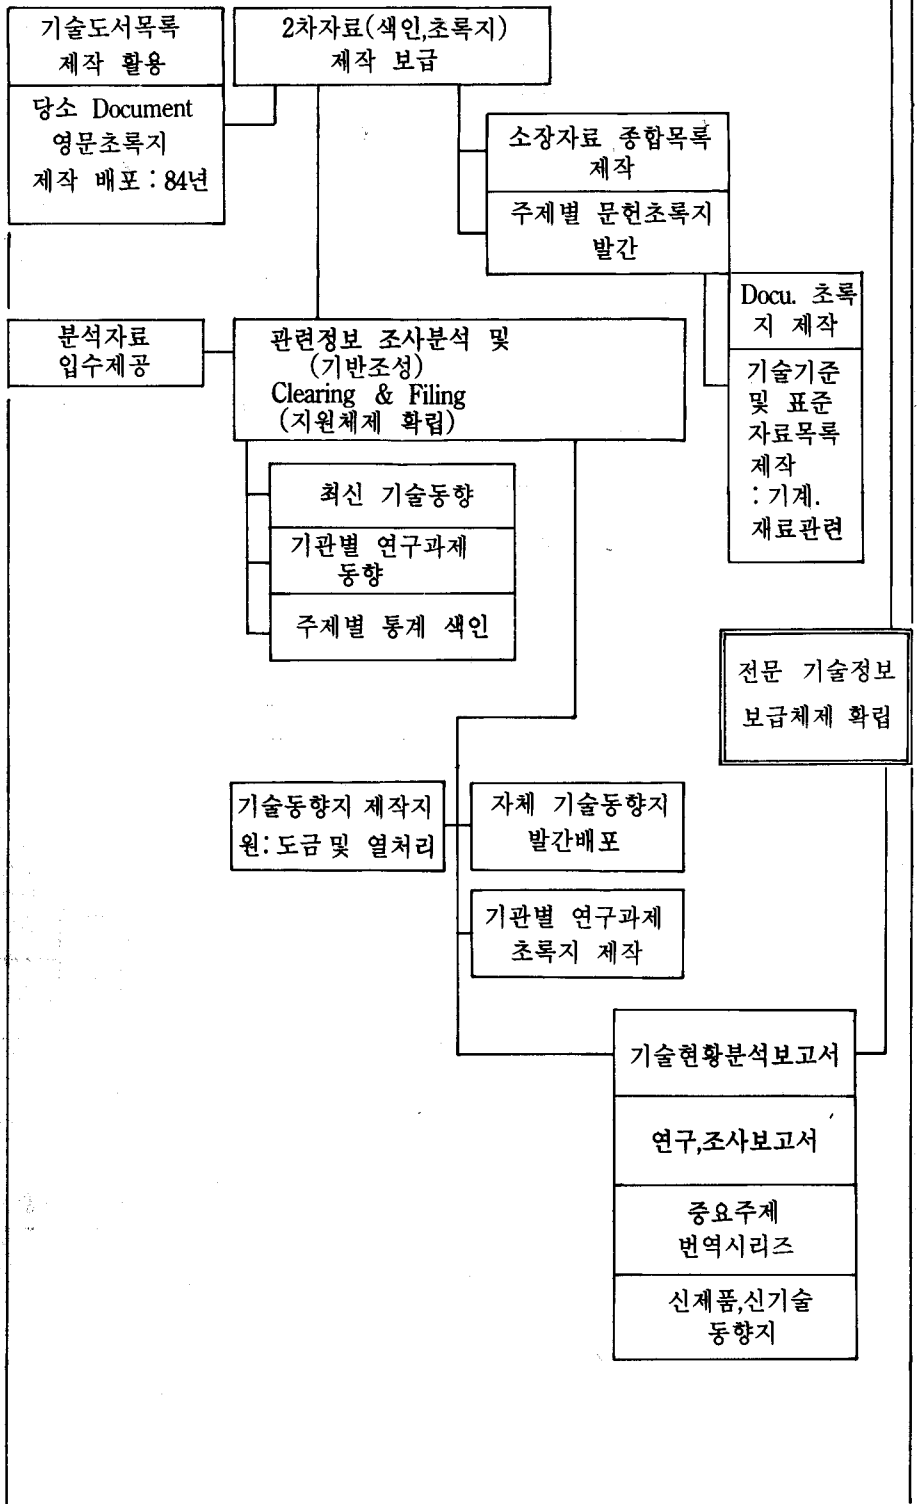 기술도서목록
제작 활용
당소 Document
영문초록지
제작 배포 : 84년
2차자료(색인,초록지)
제작 보급
소장자료 종합목록
제작
주제별 문헌초록지
발간
Docu. 초록
지 제작
기술기준
및 표준
자료목록
제작
: 기계.
재료관련
분석자료
입수제공
관련정보 조사분석 및
(기반조성)
Clearing & Filing
(지원체제 확립)
최신 기술동향
기관별 연구과제
동향
주제별 통계 색인
전문 기술정보
보급체제 확립
기술동향지 제작지
원: 도금 및 열처리
자체 기술동향지
발간배포
기관별 연구과제
초록지 제작
기술현황분석보고서
연구,조사보고서
중요주제
번역시리즈
신제품,신기술
동향지